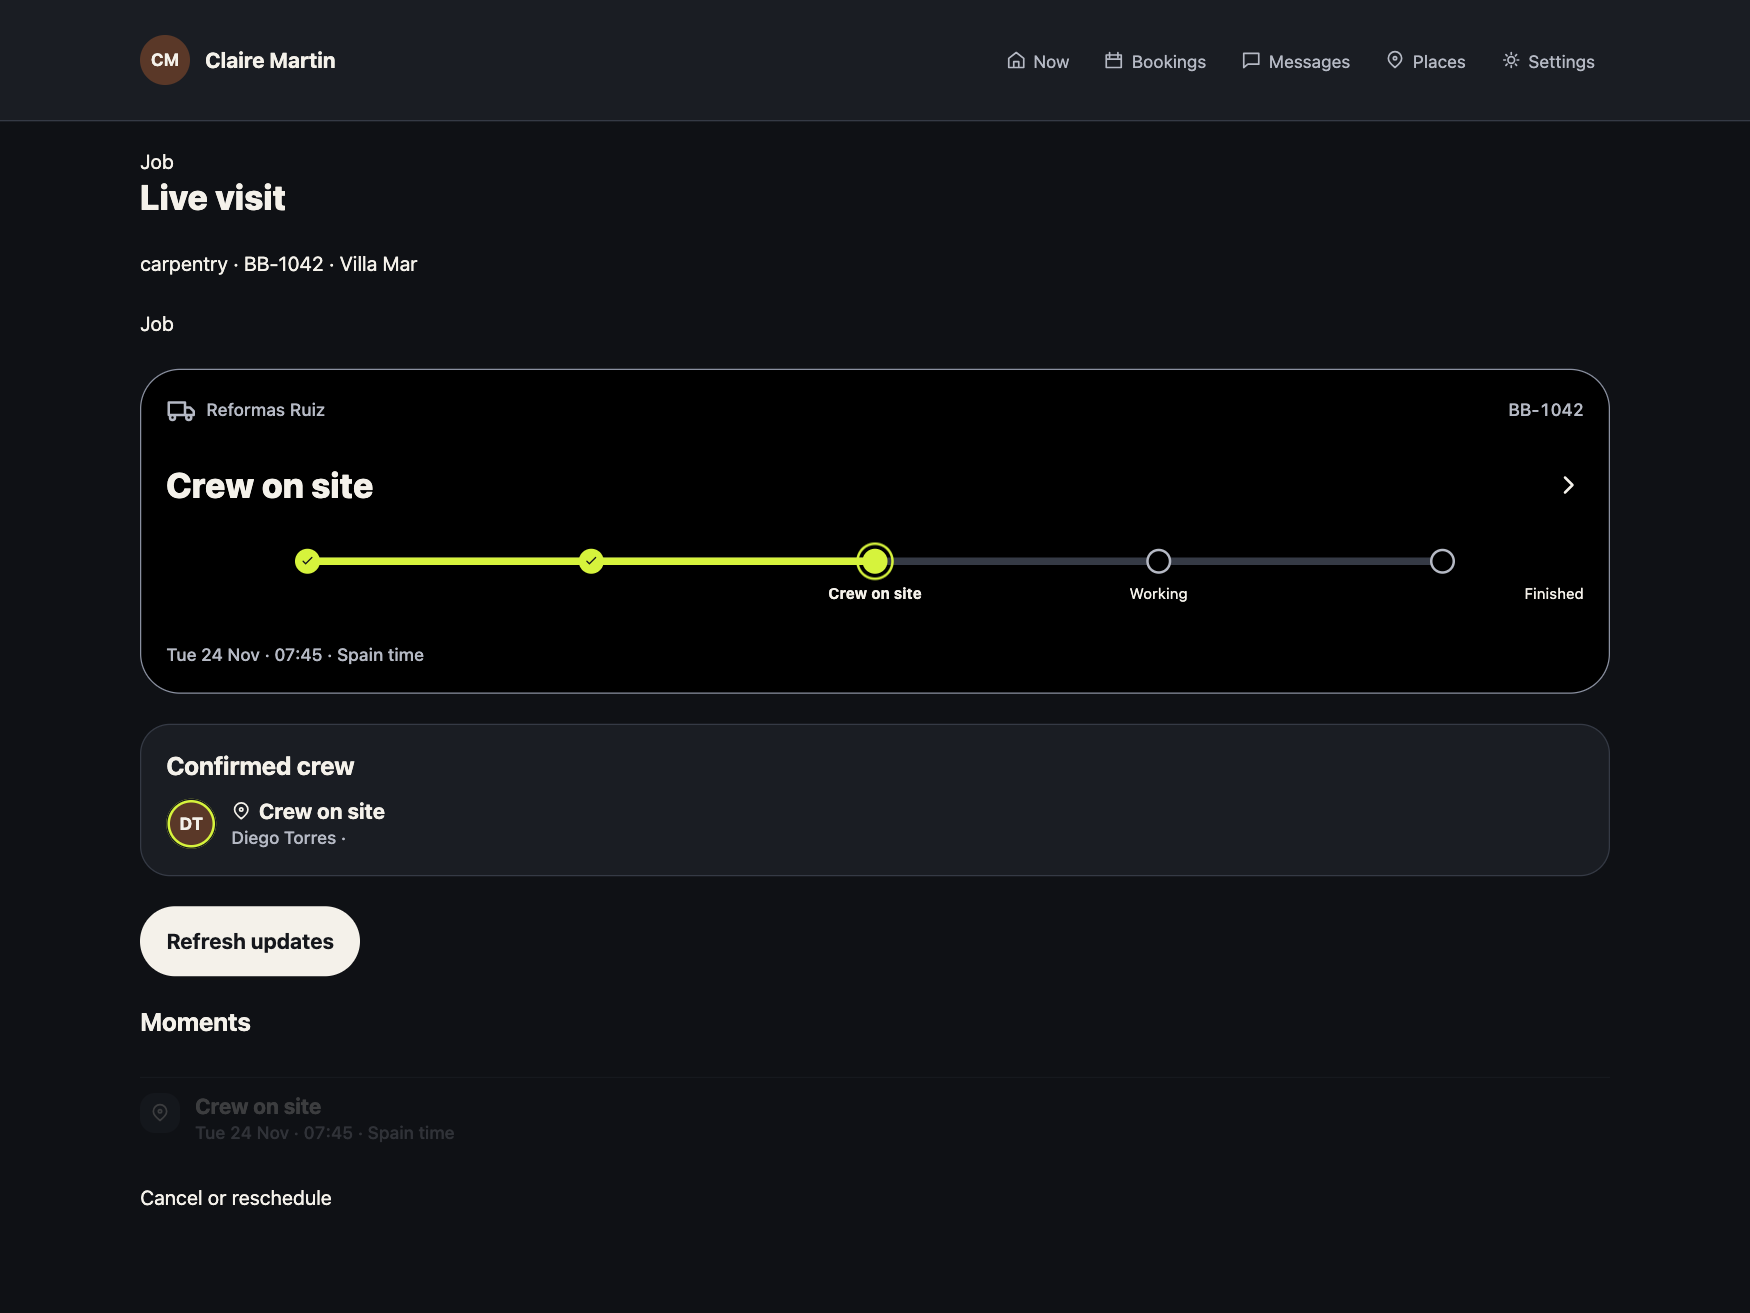 CM Claire Martin
Now Bookings Messages Places Settings
Job
Live visit
carpentry · BB-1042 · Villa Mar
Job
Reformas Ruiz BB-1042
Crew on site
Crew on site Working Finished
Tue 24 Nov · 07:45 · Spain time
Confirmed crew
DT
Crew on site
Diego Torres ·
Refresh updates
Moments
Crew on site
Tue 24 Nov · 07:45 · Spain time
Cancel or reschedule